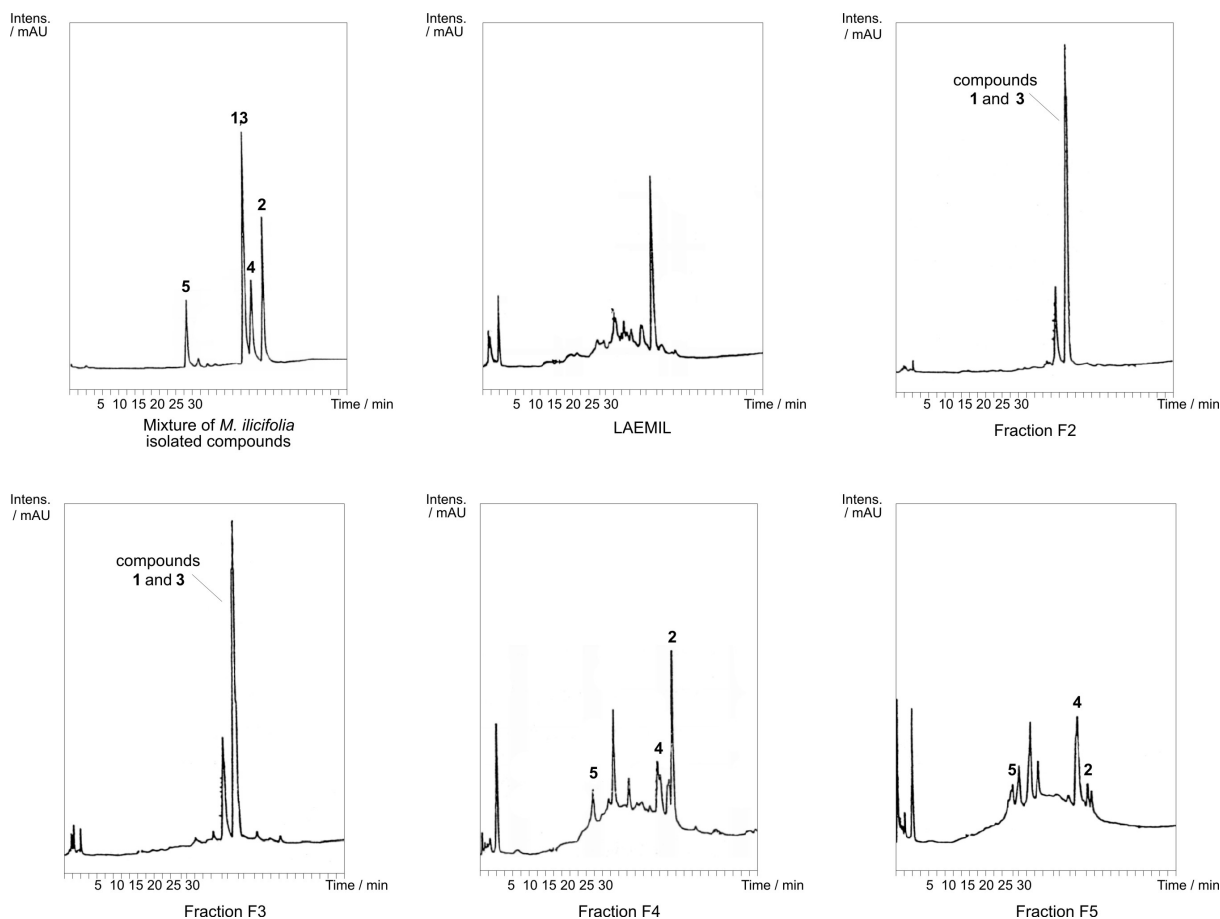 Intens.
/ mAU
13
2
4
5
5 10 15 20 25 30 Time / min
Mixture of M. ilicifolia
isolated compounds
Intens.
/ mAU
5 10 15 20 25 30 Time / min
LAEMIL
Intens.
/ mAU
compounds
1 and 3
5 10 15 20 25 30 Time / min
Fraction F2
Intens.
/ mAU
compounds
1 and 3
5 10 15 20 25 30 Time / min
Fraction F3
Intens.
/ mAU
2
4
5
5 10 15 20 25 30 Time / min
Fraction F4
Intens.
/ mAU
4
5 2
5 10 15 20 25 30 Time / min
Fraction F5